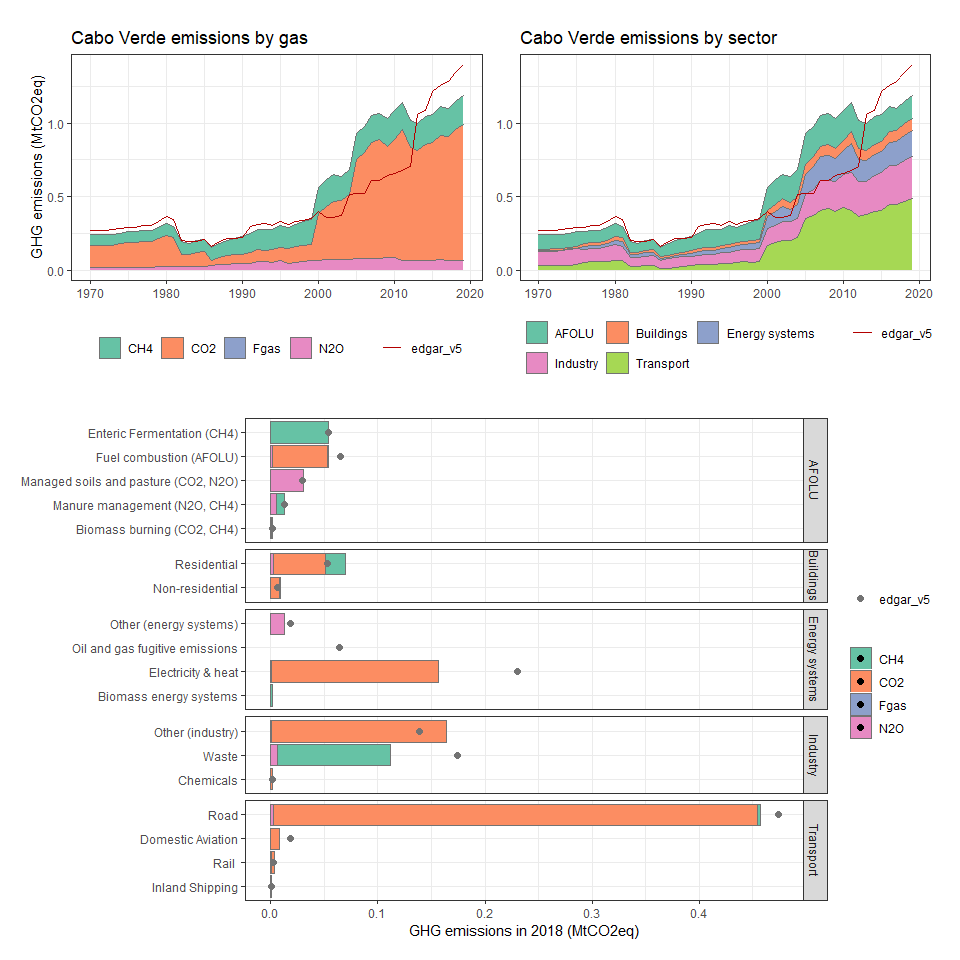 Cabo Verde emissions by gas
Cabo Verde emissions by sector
GHG emissions (MtCO2eq)
1.0
0.5
0.0
1970 1980 1990 2000 2010 2020
1.0
0.5
0.0
1970 1980 1990 2000 2010 2020
CH4 CO2 Fgas N2O edgar_v5
AFOLU Buildings Energy systems edgar_v5
Industry Transport
Enteric Fermentation (CH4)
Fuel combustion (AFOLU)
Managed soils and pasture (CO2, N2O)
Manure management (N2O, CH4)
Biomass burning (CO2, CH4)
AFOLU
Residential
Non-residential
Buildings
Other (energy systems)
Oil and gas fugitive emissions
Electricity & heat
Biomass energy systems
Energy systems
Other (industry)
Waste
Chemicals
Industry
Road
Domestic Aviation
Rail
Inland Shipping
Transport
0.0 0.1 0.2 0.3 0.4
GHG emissions in 2018 (MtCO2eq)
edgar_v5
CH4
CO2
Fgas
N2O